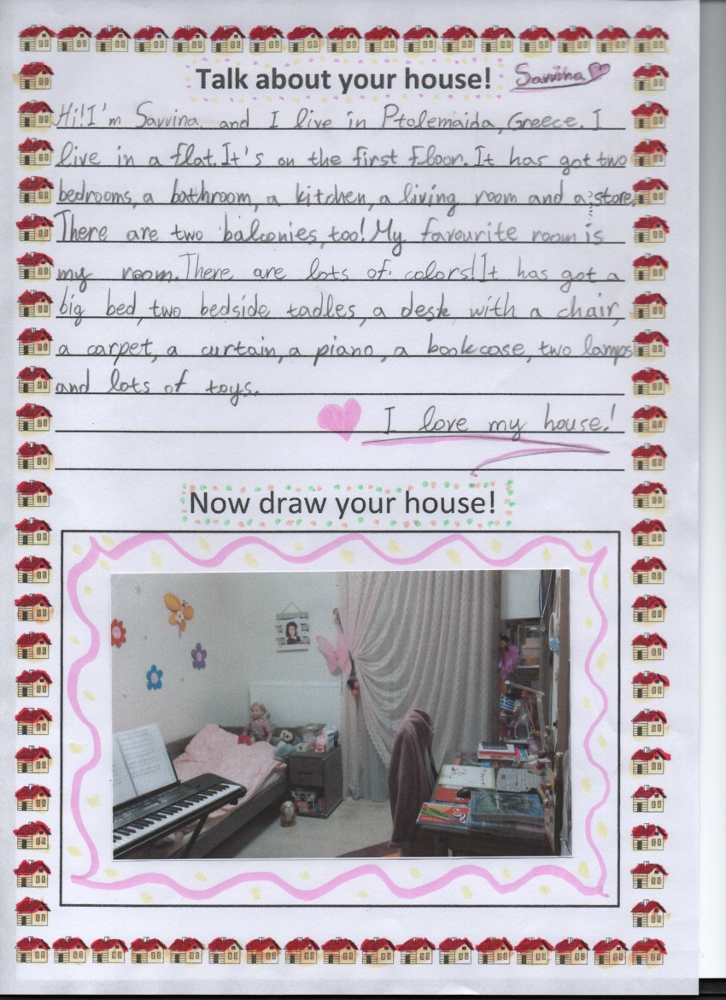 Talk about your house! Savvina
Hi! I'm Savvina. and I live in Ptolemaida, Greece. I
live in a flat. It's on the first floor. It has got two
bedrooms, a bathroom, a kitchen, a living room and a store.
There are two balconies, too! My favourite room is
my room. There are lots of colors! It has got a
big bed, two bedside tadles, a desk with a chair,
a carpet, a curtain, a piano, a bookcase, two lamps
and lots of toys.
I love my house!
Now draw your house!